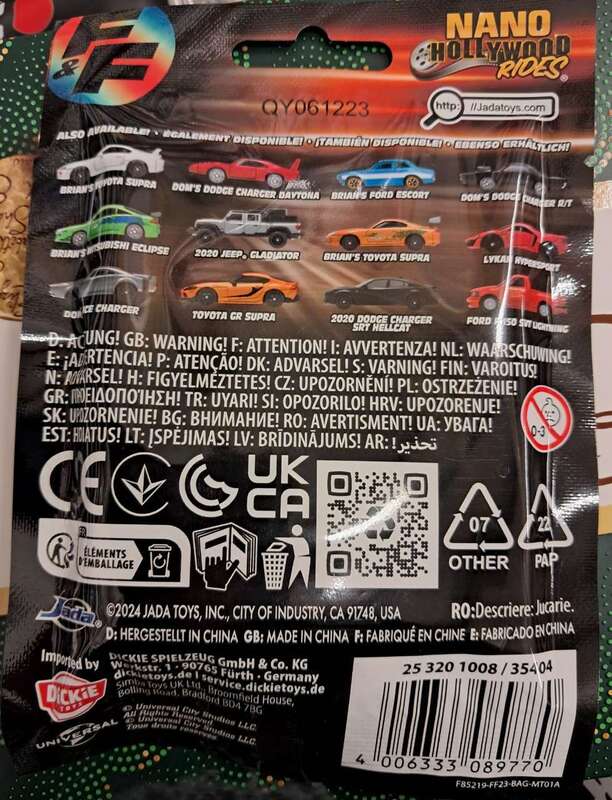 F&F
NANO
HOLLYWOOD
RIDES®
QY061223
http: //Jadatoys.com
ALSO AVAILABLE! • ÉGALEMENT DISPONIBLE! • ¡TAMBIÉN DISPONIBLE! • EBENSO ERHÄLTLICH!
BRIAN'S TOYOTA SUPRA DOM'S DODGE CHARGER DAYTONA BRIAN'S FORD ESCORT DOM'S DODGE CHARGER R/T
BRIAN'S MITSUBISHI ECLIPSE 2020 JEEP® GLADIATOR BRIAN'S TOYOTA SUPRA LYKAN HYPERSPORT
ICE CHARGER TOYOTA GR SUPRA 2020 DODGE CHARGER SRT HELLCAT FORD F-150 SVT LIGHTNING
D: ACHTUNG! GB: WARNING! F: ATTENTION! I: AVVERTENZA! NL: WAARSCHUWING!
E: ¡ADVERTENCIA! P: ATENÇÃO! DK: ADVARSEL! S: VARNING! FIN: VAROITUS!
N: ADVARSEL! H: FIGYELMÉZTETES! CZ: UPOZORNĚNÍ! PL: OSTRZEŻENIE!
GR: ΠΡΟΕΙΔΟΠΟΊΗΣΗ! TR: UYARI! SI: OPOZORILO! HRV: UPOZORENJE!
SK: UPOZORNENIE! BG: ВНИМАНИЕ! RO: AVERTISMENT! UA: УВАГА!
EST: HOIATUS! LT: ĮSPĖJIMAS! LV: BRĪDINĀJUMS! AR: تحذير!
0-3
CE
UK
CA
FR
ÉLÉMENTS
D'EMBALLAGE
07
OTHER
22
PAP
Jada
©2024 JADA TOYS, INC., CITY OF INDUSTRY, CA 91748, USA
RO:Descriere: Jucarie.
D: HERGESTELLT IN CHINA GB: MADE IN CHINA F: FABRIQUÉ EN CHINE E: FABRICADO EN CHINA
Imported by
DICKIE
TOYS
DICKIE SPIELZEUG GmbH & Co. KG
Werkstr. 1 • 90765 Fürth • Germany
dickietoys.de | service.dickietoys.de
Simba Toys UK Ltd., Broomfield House,
Bolling Road, Bradford BD4 7BG
UNIVERSAL
© Universal City Studios LLC.
All Rights Reserved.
© Universal City Studios LLC.
Tous droits reservés.
25 320 1008 / 35404
4 006333 089770
F85219-FF23-BAG-MT01A